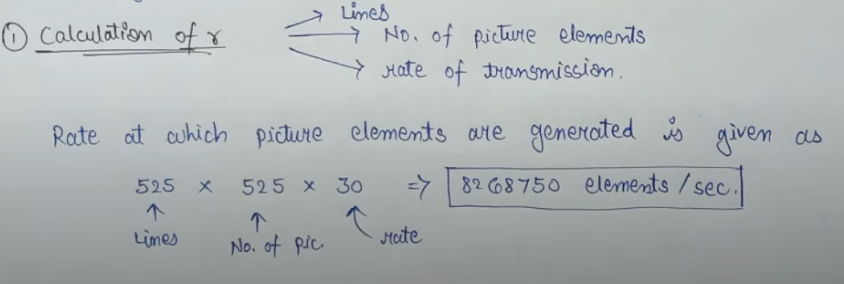 ① Calculation of r → Lines
→ No. of picture elements
→ rate of transmission.
Rate at which picture elements are generated is given as
525 × 525 × 30 ⇒ 8268750 elements / sec.
↑ Lines ↑ No. of pic. ↑ rate